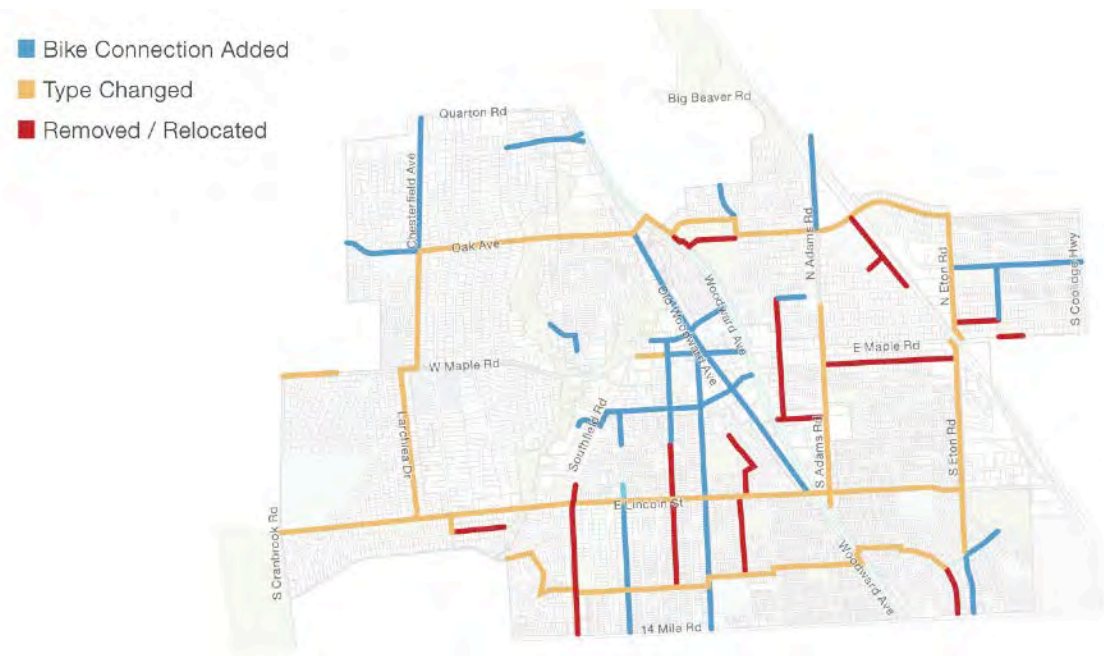 Bike Connection Added
Type Changed
Removed / Relocated
Big Beaver Rd
Quarton Rd
Chesterfield Ave
Oak Ave
N Adams Rd
N Eton Rd
S Coolidge Hwy
Old Woodward Ave
Woodward Ave
E Maple Rd
W Maple Rd
Larchlea Dr
Southfield Rd
S Adams Rd
S Eton Rd
E Lincoln St
S Cranbrook Rd
Woodward Ave
14 Mile Rd